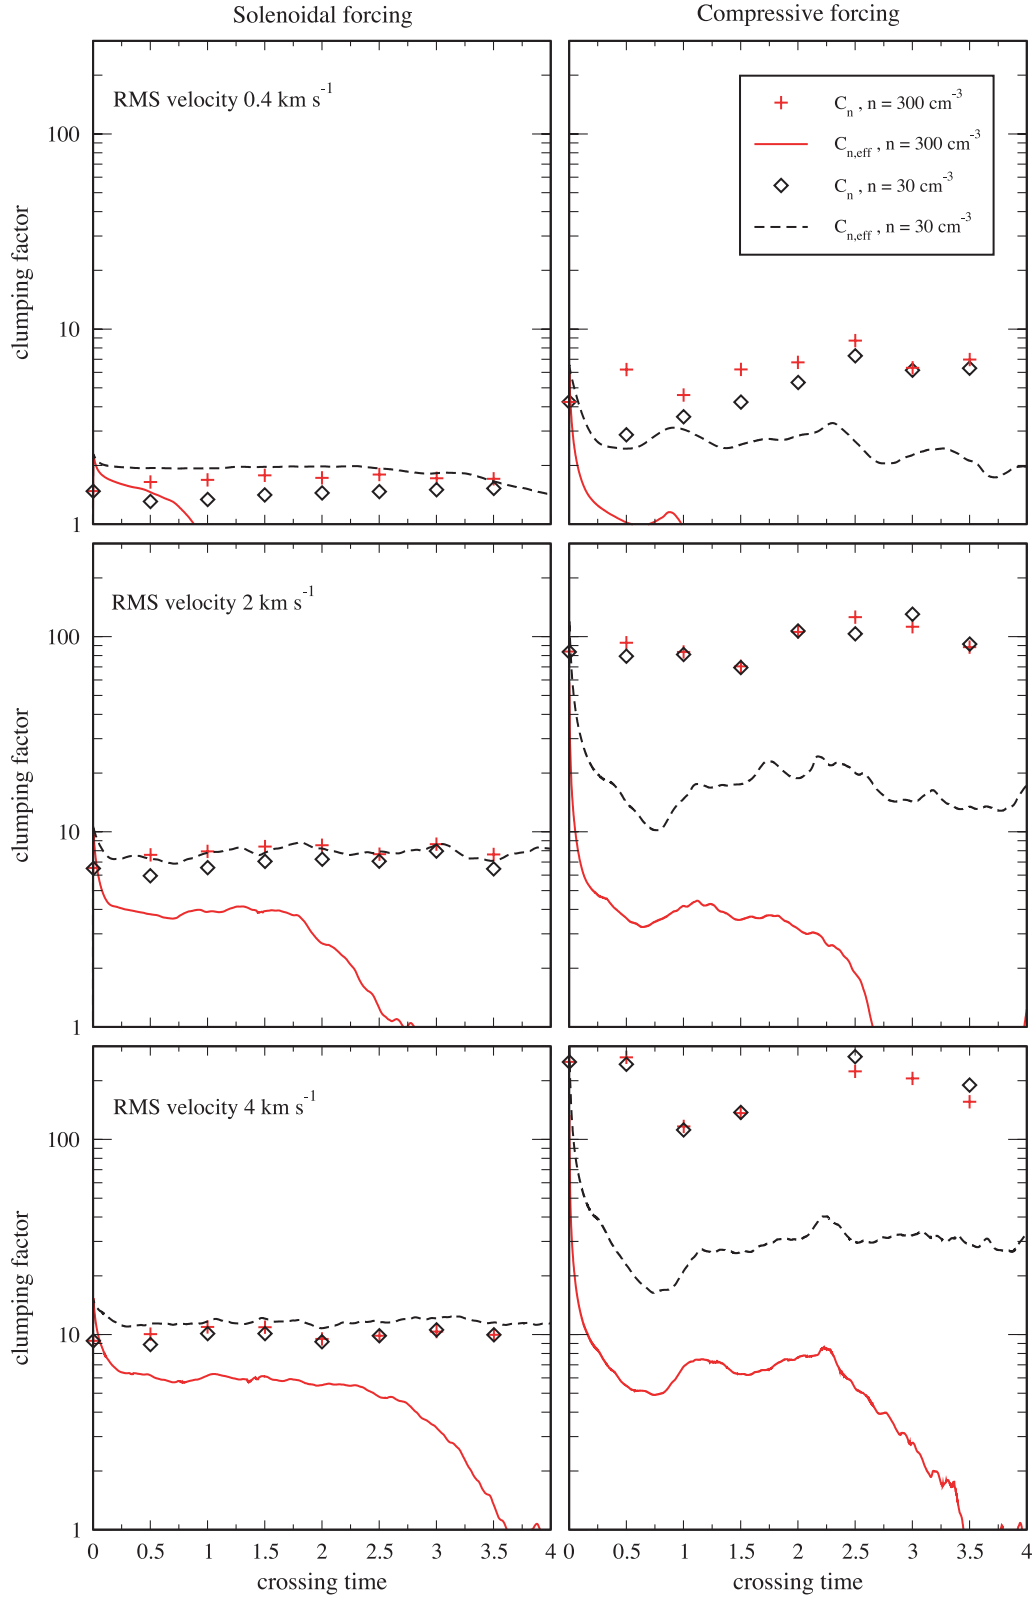 Solenoidal forcing
Compressive forcing
RMS velocity 0.4 km s⁻¹
100
10
1
clumping factor
Cₙ , n = 300 cm⁻³
Cₙ,eff , n = 300 cm⁻³
Cₙ , n = 30 cm⁻³
Cₙ,eff , n = 30 cm⁻³
RMS velocity 2 km s⁻¹
100
10
1
clumping factor
RMS velocity 4 km s⁻¹
100
10
1
clumping factor
0 0.5 1 1.5 2 2.5 3 3.5 4
0 0.5 1 1.5 2 2.5 3 3.5 4
crossing time
crossing time